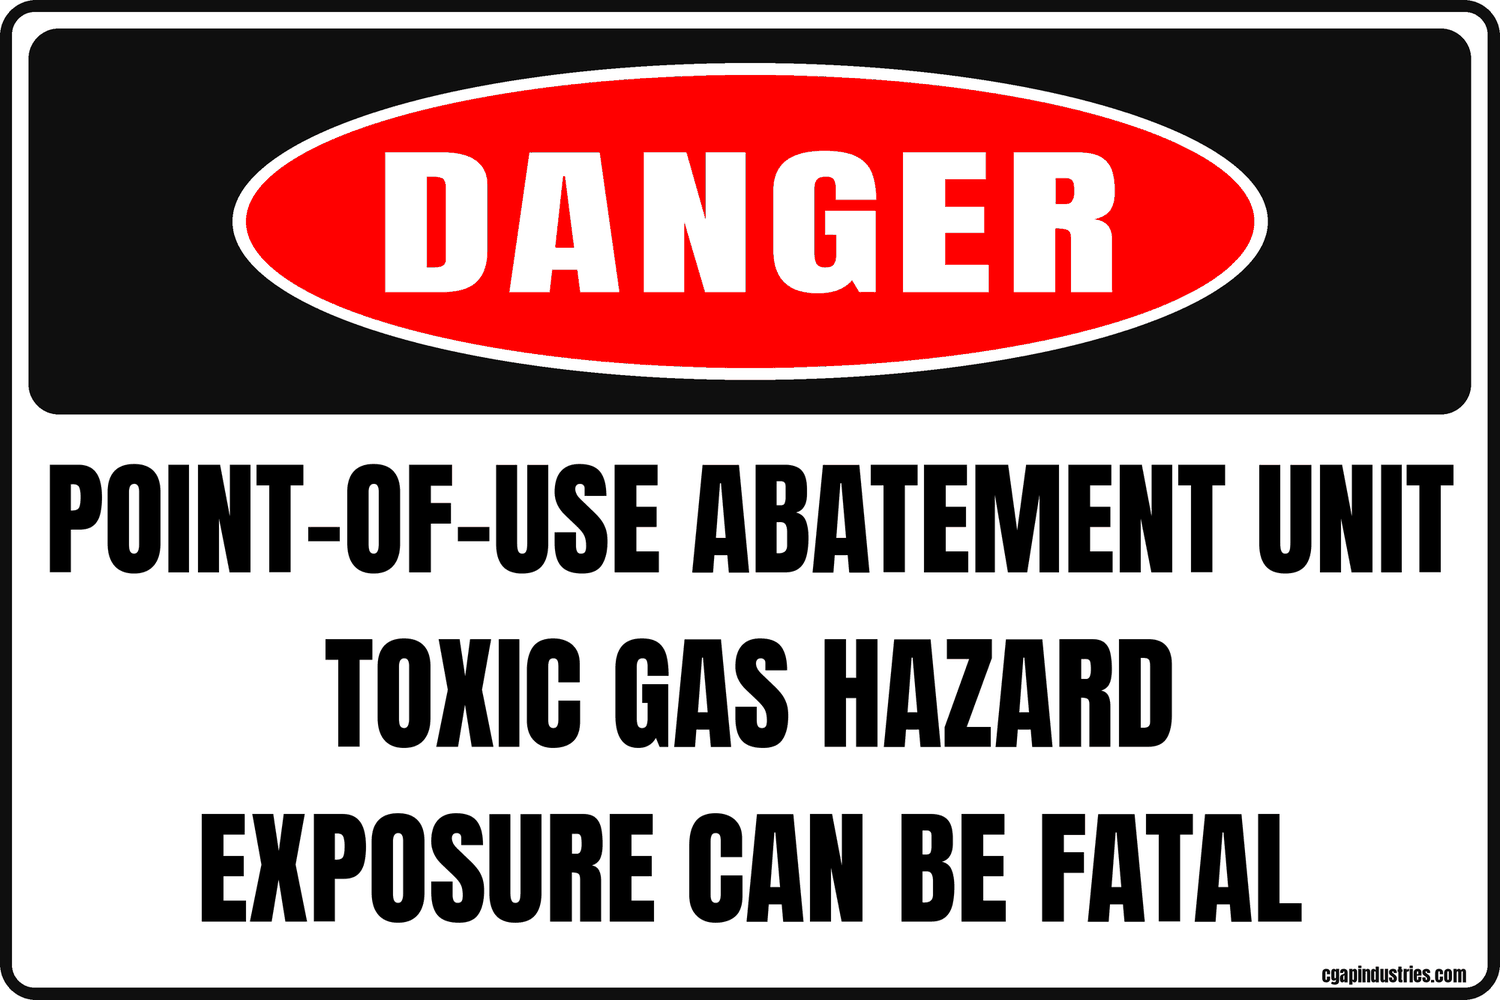 DANGER
POINT-OF-USE ABATEMENT UNIT
TOXIC GAS HAZARD
EXPOSURE CAN BE FATAL
cgapindustries.com